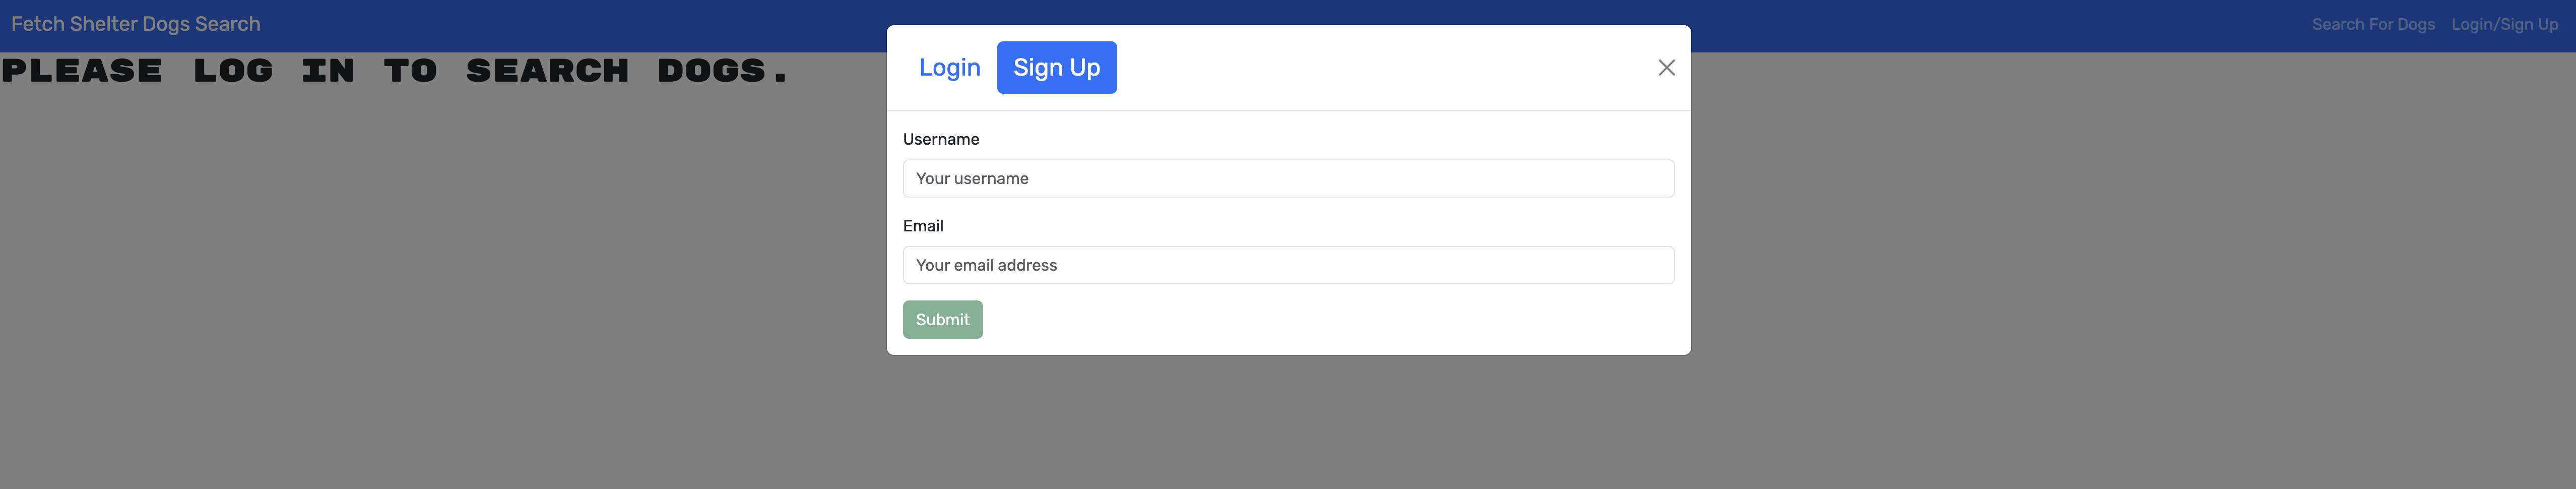 Fetch Shelter Dogs Search
Search For Dogs
Login/Sign Up
PLEASE LOG IN TO SEARCH DOGS.
Login
Sign Up
Username
Your username
Email
Your email address
Submit